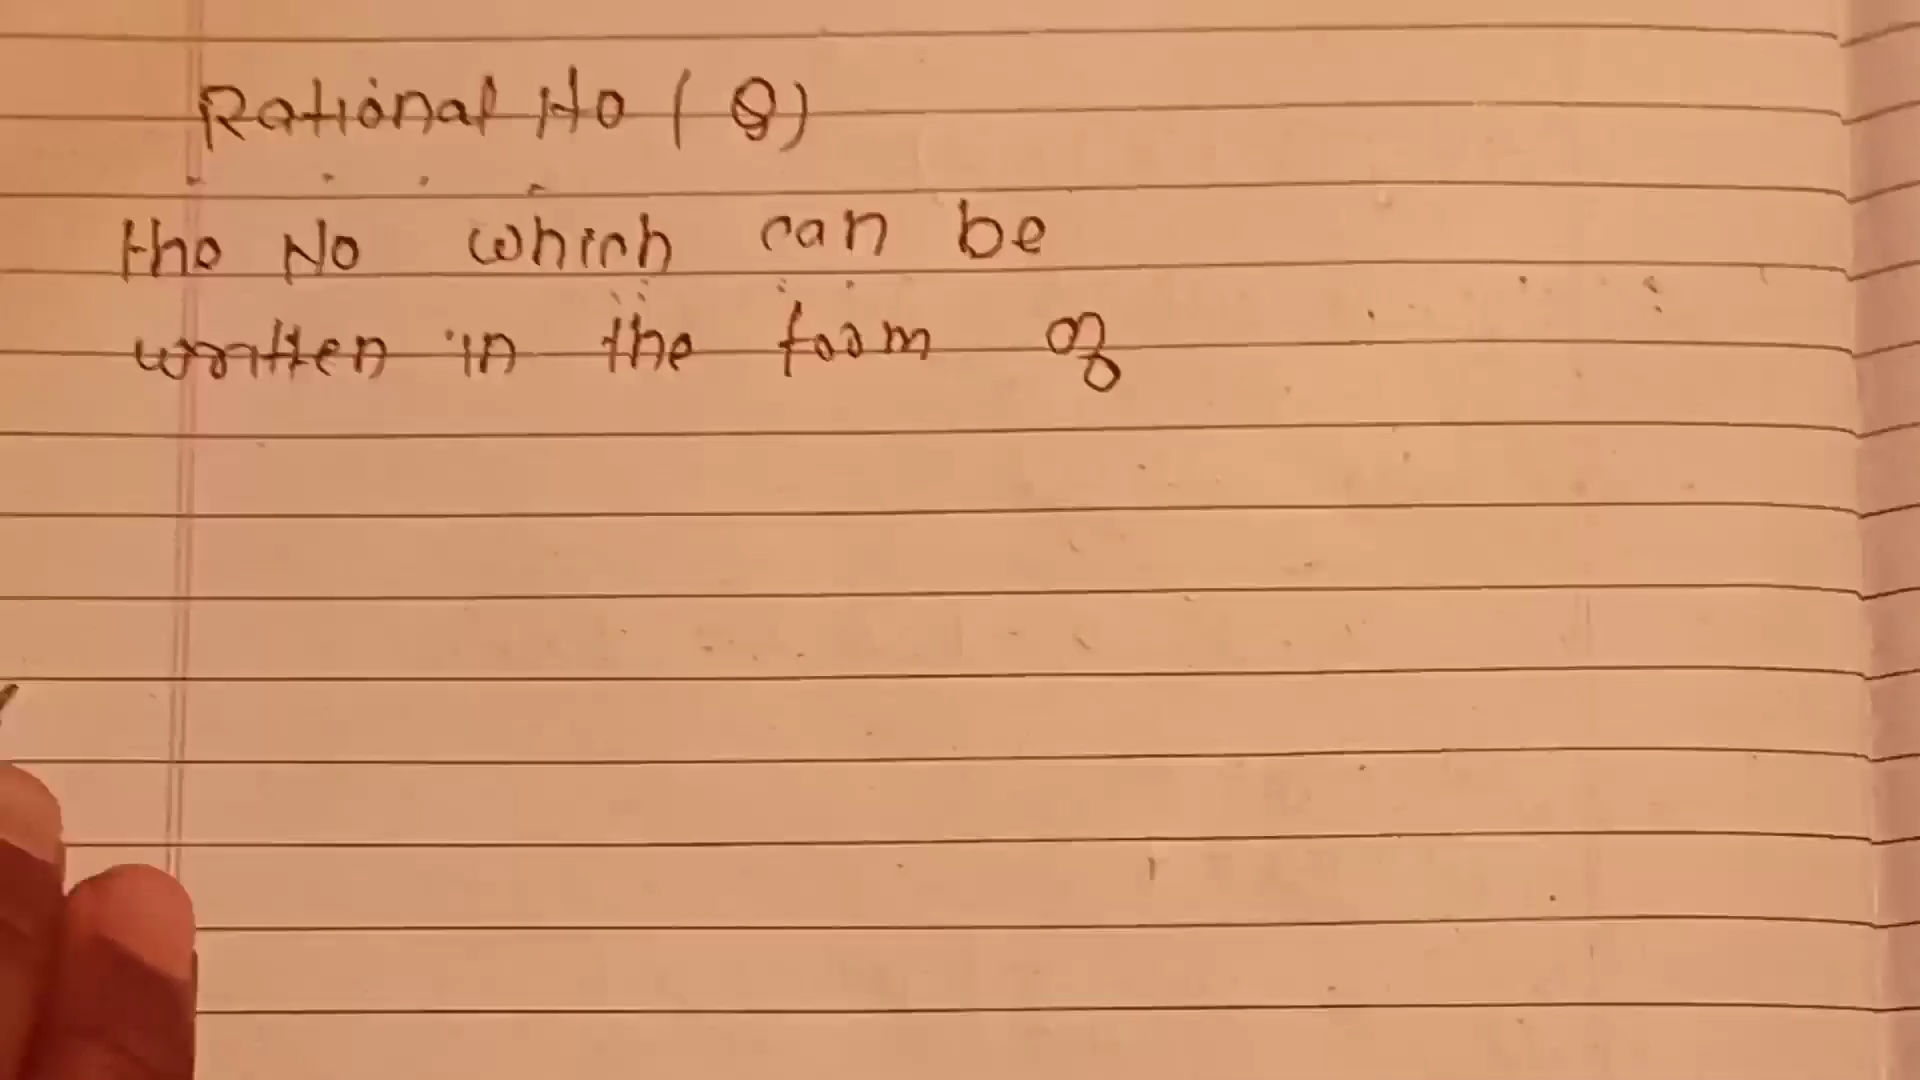 Rational No (Q)
the No which can be
written in the form of